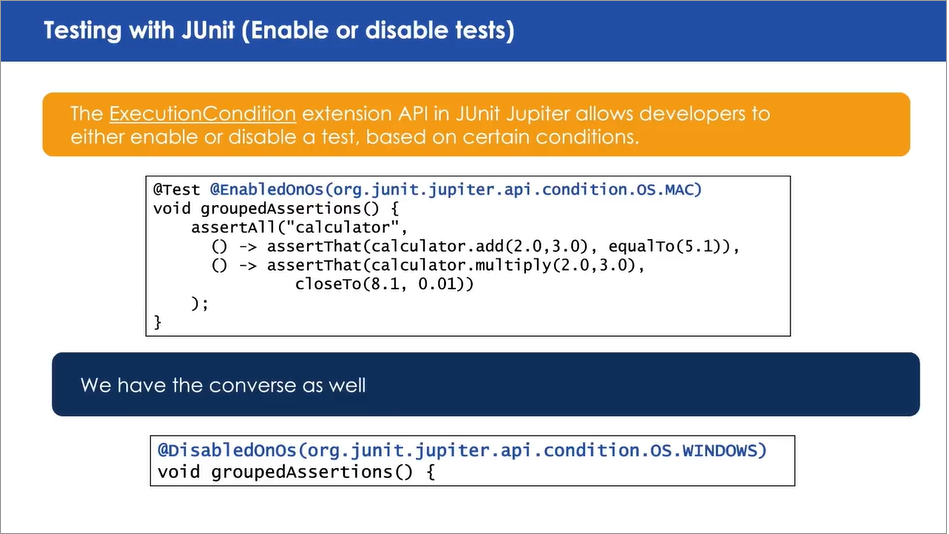 Testing with JUnit (Enable or disable tests)
The ExecutionCondition extension API in JUnit Jupiter allows developers to
either enable or disable a test, based on certain conditions.
@Test @EnabledOnOs(org.junit.jupiter.api.condition.OS.MAC)
void groupedAssertions() {
    assertAll("calculator",
      () -> assertThat(calculator.add(2.0,3.0), equalTo(5.1)),
      () -> assertThat(calculator.multiply(2.0,3.0),
               closeTo(8.1, 0.01))
    );
}
We have the converse as well
@DisabledOnOs(org.junit.jupiter.api.condition.OS.WINDOWS)
void groupedAssertions() {